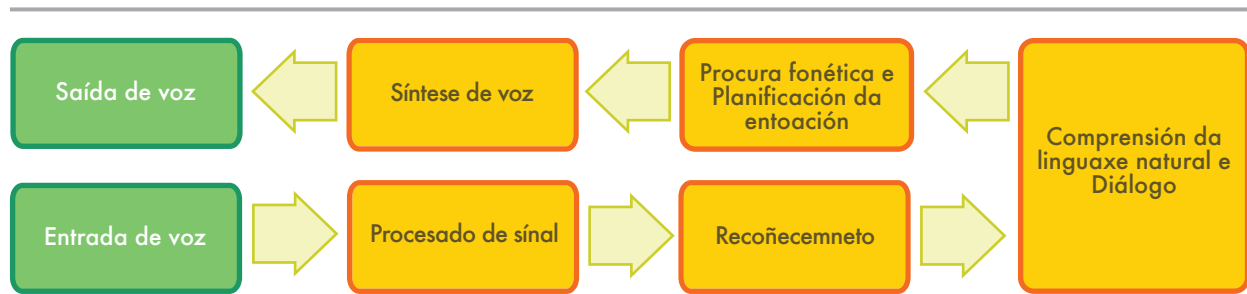 Saída de voz
Síntese de voz
Procura fonética e
Planificación da
entoación
Comprensión da
linguaxe natural e
Diálogo
Entrada de voz
Procesado de sínal
Recoñecemneto